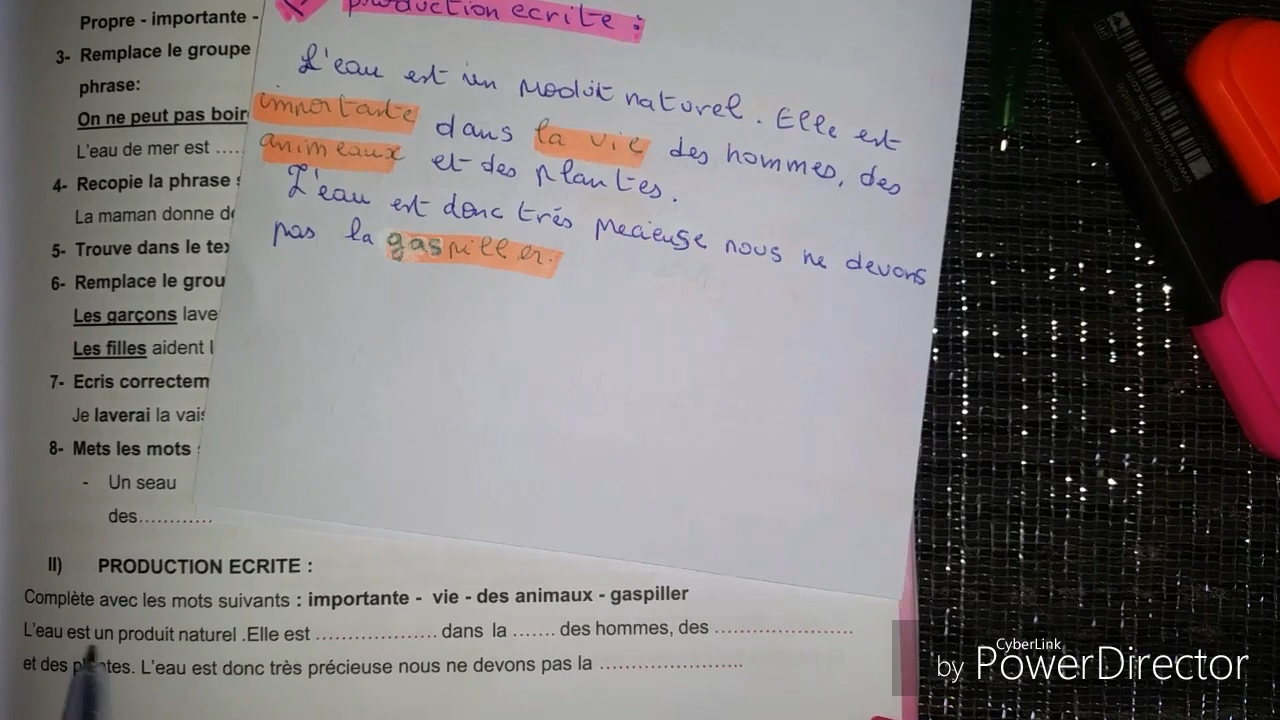 production ecrite :
L'eau est un produit naturel. Elle est
importante dans la vie des hommes, des
animeaux et des plantes.
L'eau est donc trés precieuse nous ne devons
pas la gaspiller.
Propre - importante -
3- Remplace le groupe
phrase:
On ne peut pas boir
L'eau de mer est ....
4- Recopie la phrase
La maman donne d
5- Trouve dans le te
6- Remplace le grou
Les garçons lave
Les filles aident l
7- Ecris correctem
Je laverai la vai
8- Mets les mots
- Un seau
des............
II) PRODUCTION ECRITE :
Complète avec les mots suivants : importante - vie - des animaux - gaspiller
L'eau est un produit naturel .Elle est .................... dans la ....... des hommes, des .......................
et des plantes. L'eau est donc très précieuse nous ne devons pas la ........................
CyberLink
by PowerDirector